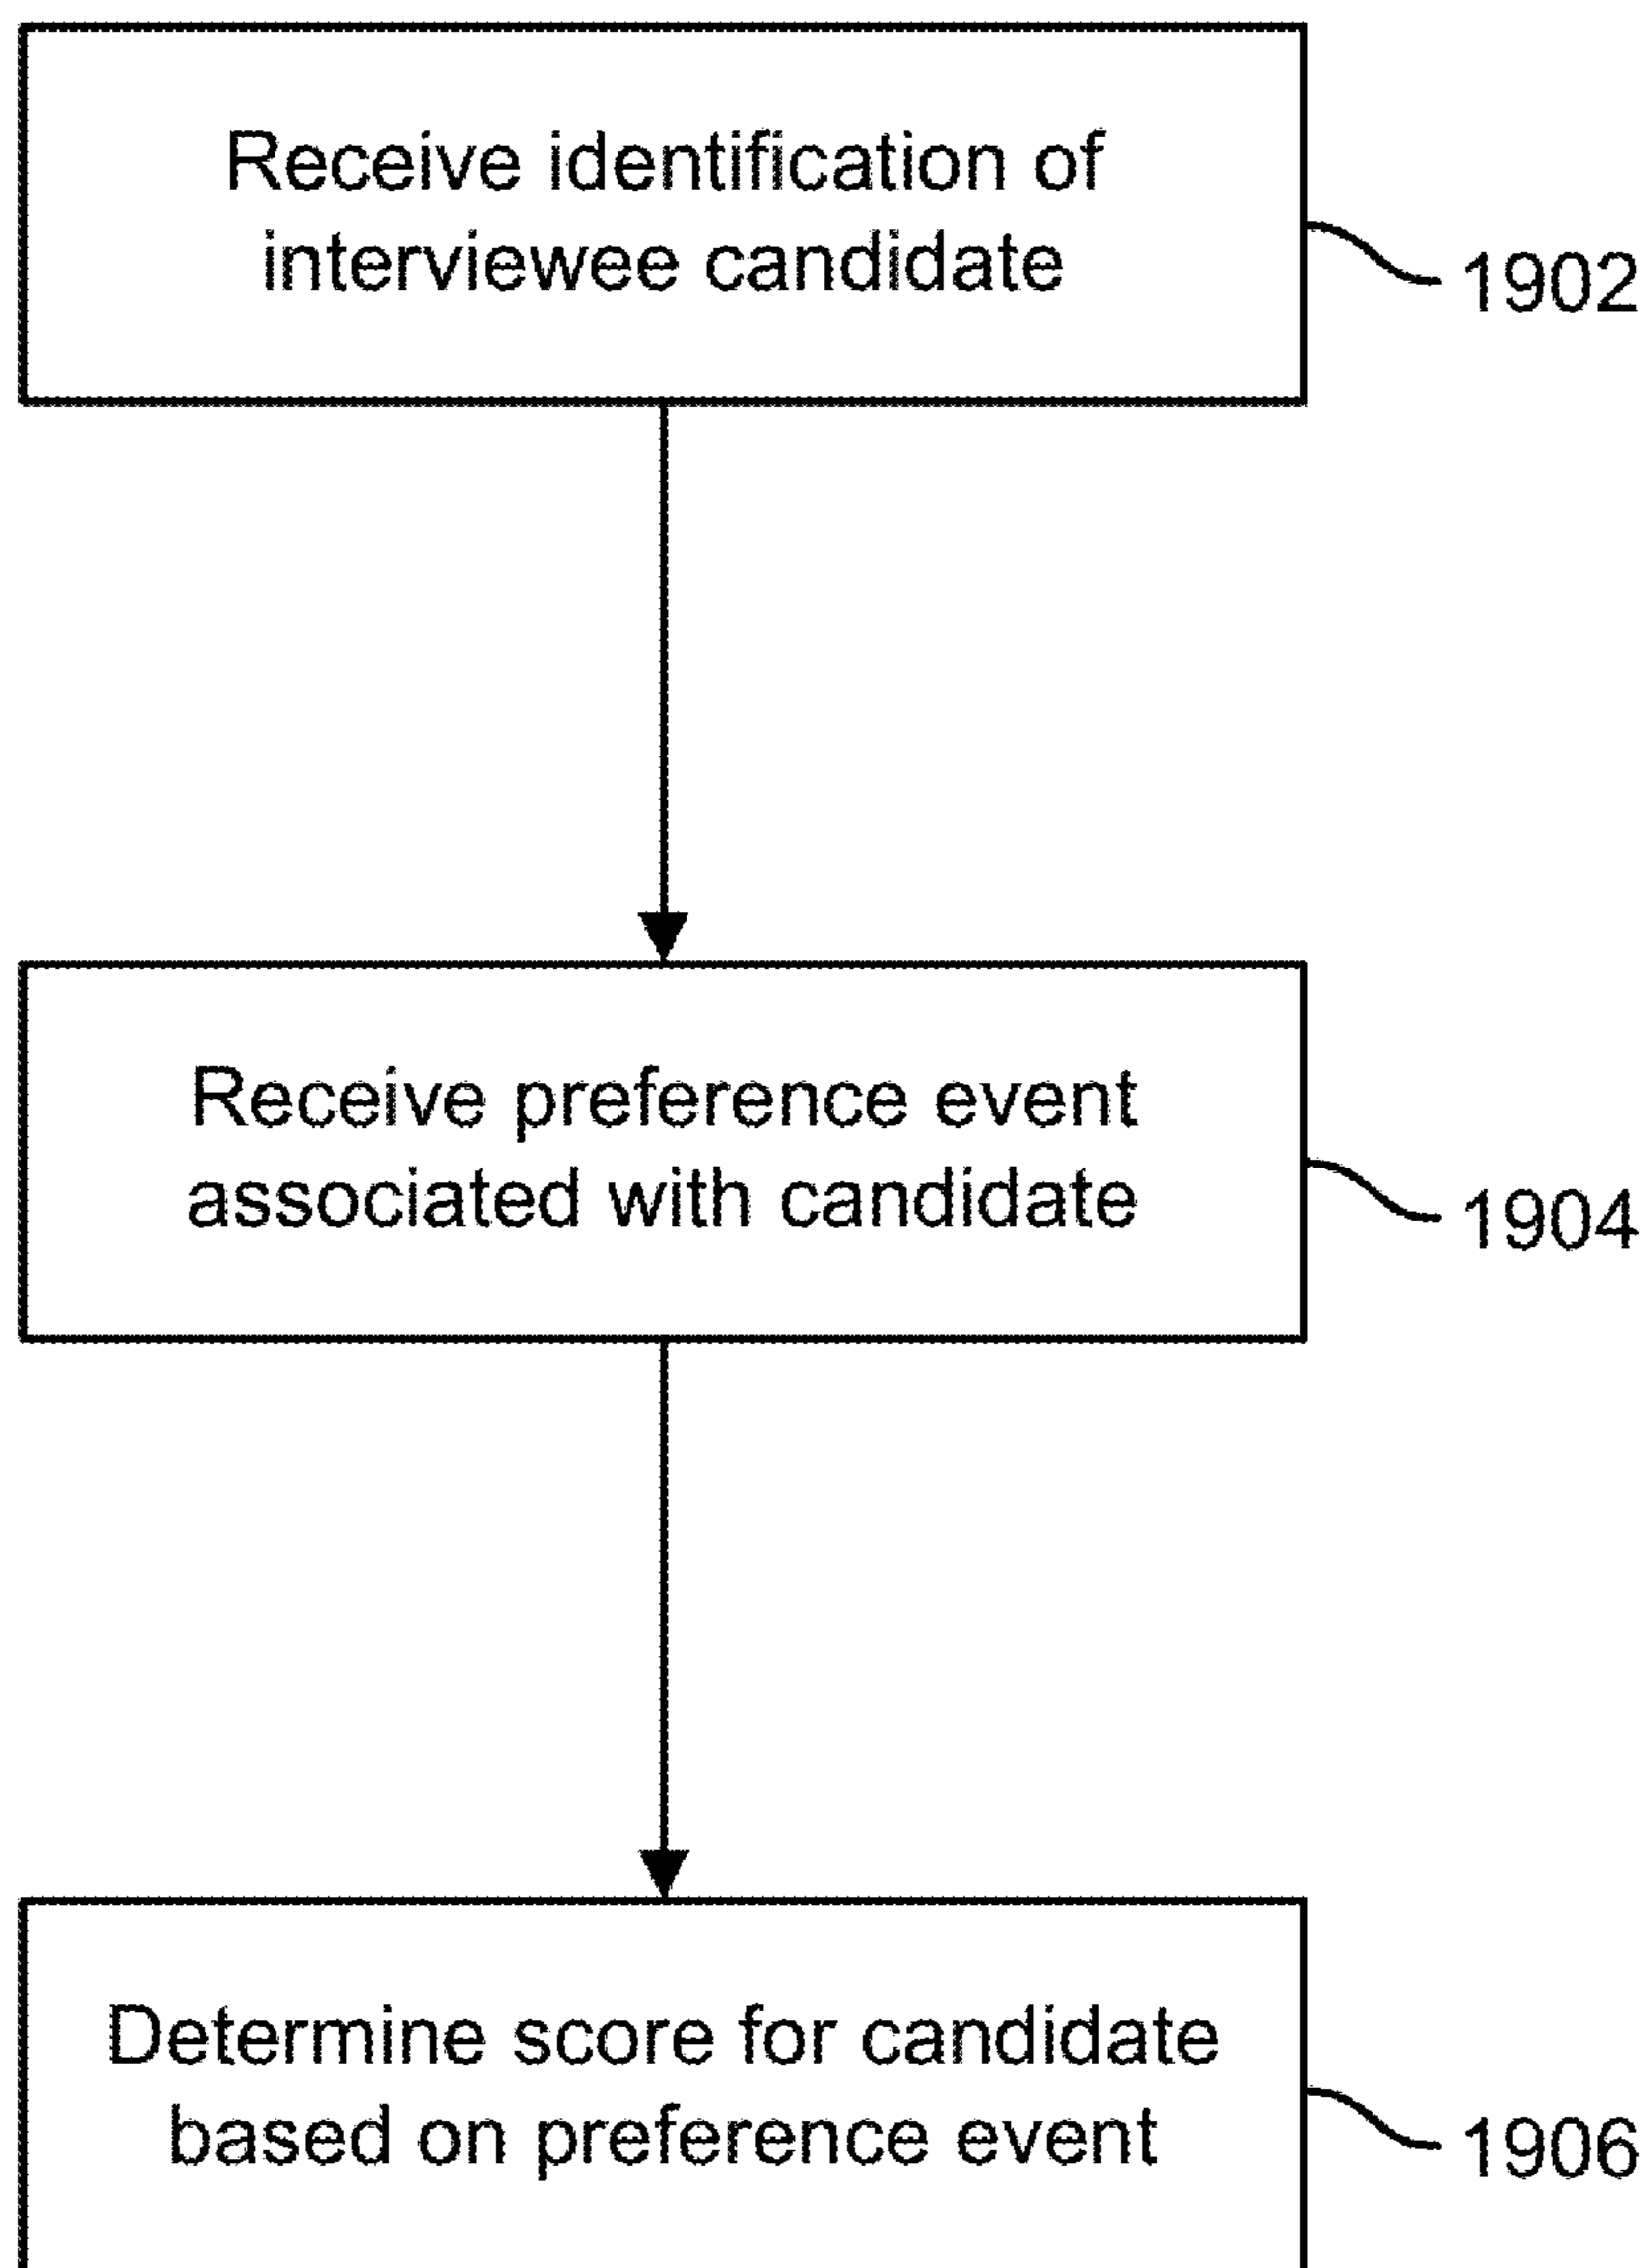 Receive identification of
interviewee candidate
1902
Receive preference event
associated with candidate
1904
Determine score for candidate
based on preference event
1906